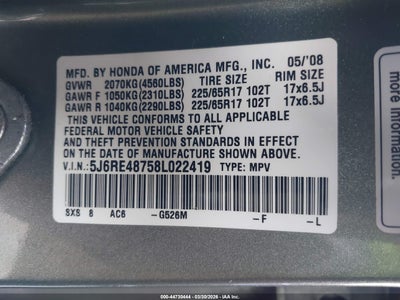 MFD. BY HONDA OF AMERICA MFG., INC. 05/'08
GVWR 2070KG(4560LBS) TIRE SIZE RIM SIZE
GAWR F 1050KG(2310LBS) 225/65R17 102T 17x6.5J
GAWR R 1040KG(2290LBS) 225/65R17 102T 17x6.5J
THIS VEHICLE CONFORMS TO ALL APPLICABLE
FEDERAL MOTOR VEHICLE SAFETY
AND THEFT PREVENTION STANDARDS IN
EFFECT ON THE DATE OF MANUFACTURE
SHOWN ABOVE.
V.I.N.: 5J6RE48758L022419 TYPE: MPV
SXS 8 AC6 -G526M -F -L
more information.
000-44730444 - 03/30/2026 - IAA Inc.